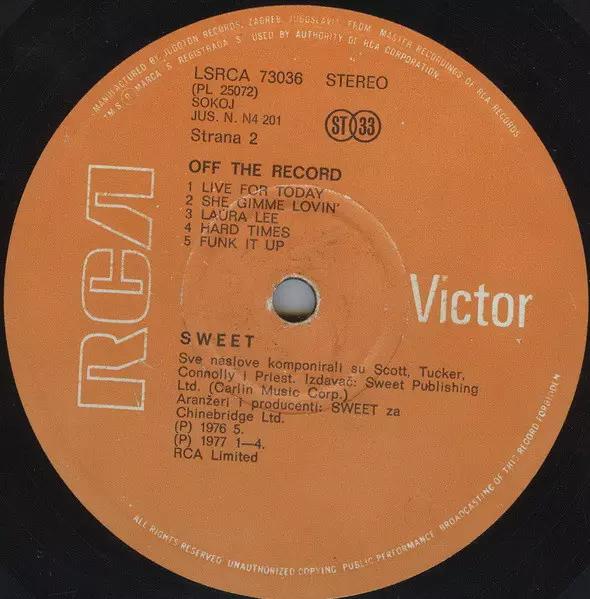 MANUFACTURED BY JUGOTON RECORDS, ZAGREB, JUGOSLAVIJA FROM MASTER RECORDINGS OF RCA RECORDS
MARCA S REGISTRADA S USED BY AUTHORITY OF RCA CORPORATION.
LSRCA 73036 STEREO
(PL 25072)
SOKOJ
JUS. N. N4 201
ST 33
Strana 2
OFF THE RECORD
1 LIVE FOR TODAY
2 SHE GIMME LOVIN'
3 LAURA LEE
4 HARD TIMES
5 FUNK IT UP
RCA
Victor
SWEET
Sve naslove komponirali su Scott, Tucker,
Connolly i Priest. Izdavač: Sweet Publishing
Ltd. (Carlin Music Corp.)
Aranžeri i producenti: SWEET za
Chinebridge Ltd.
(P) 1976 5.
(P) 1977 1—4.
RCA Limited
ALL RIGHTS RESERVED. UNAUTHORIZED COPYING, PUBLIC PERFORMANCE, BROADCASTING OF THIS RECORD FORBIDDEN